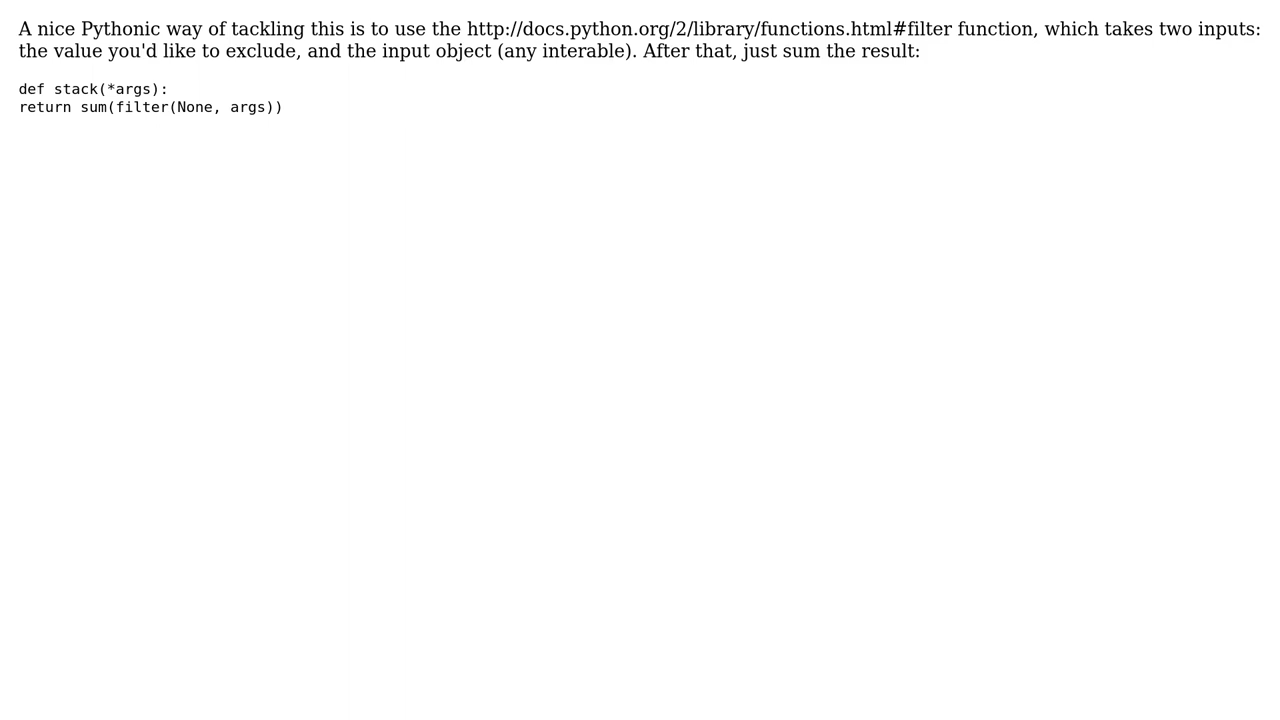 A nice Pythonic way of tackling this is to use the http://docs.python.org/2/library/functions.html#filter function, which takes two inputs:
the value you'd like to exclude, and the input object (any interable). After that, just sum the result:
def stack(*args):
return sum(filter(None, args))